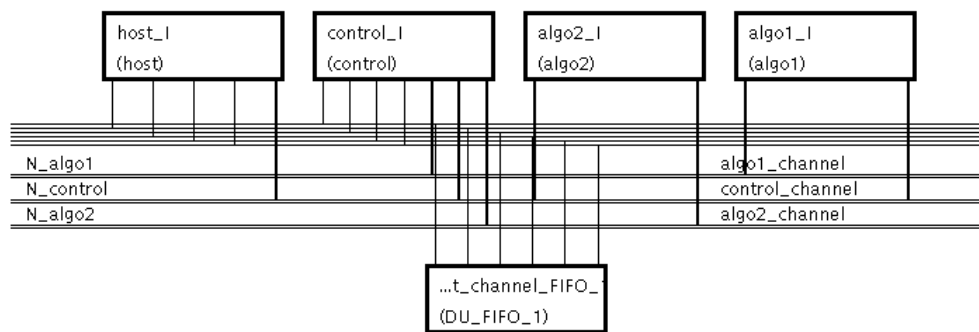 host_I
(host)
control_I
(control)
algo2_I
(algo2)
algo1_I
(algo1)
N_algo1
algo1_channel
N_control
control_channel
N_algo2
algo2_channel
...t_channel_FIFO_1
(DU_FIFO_1)